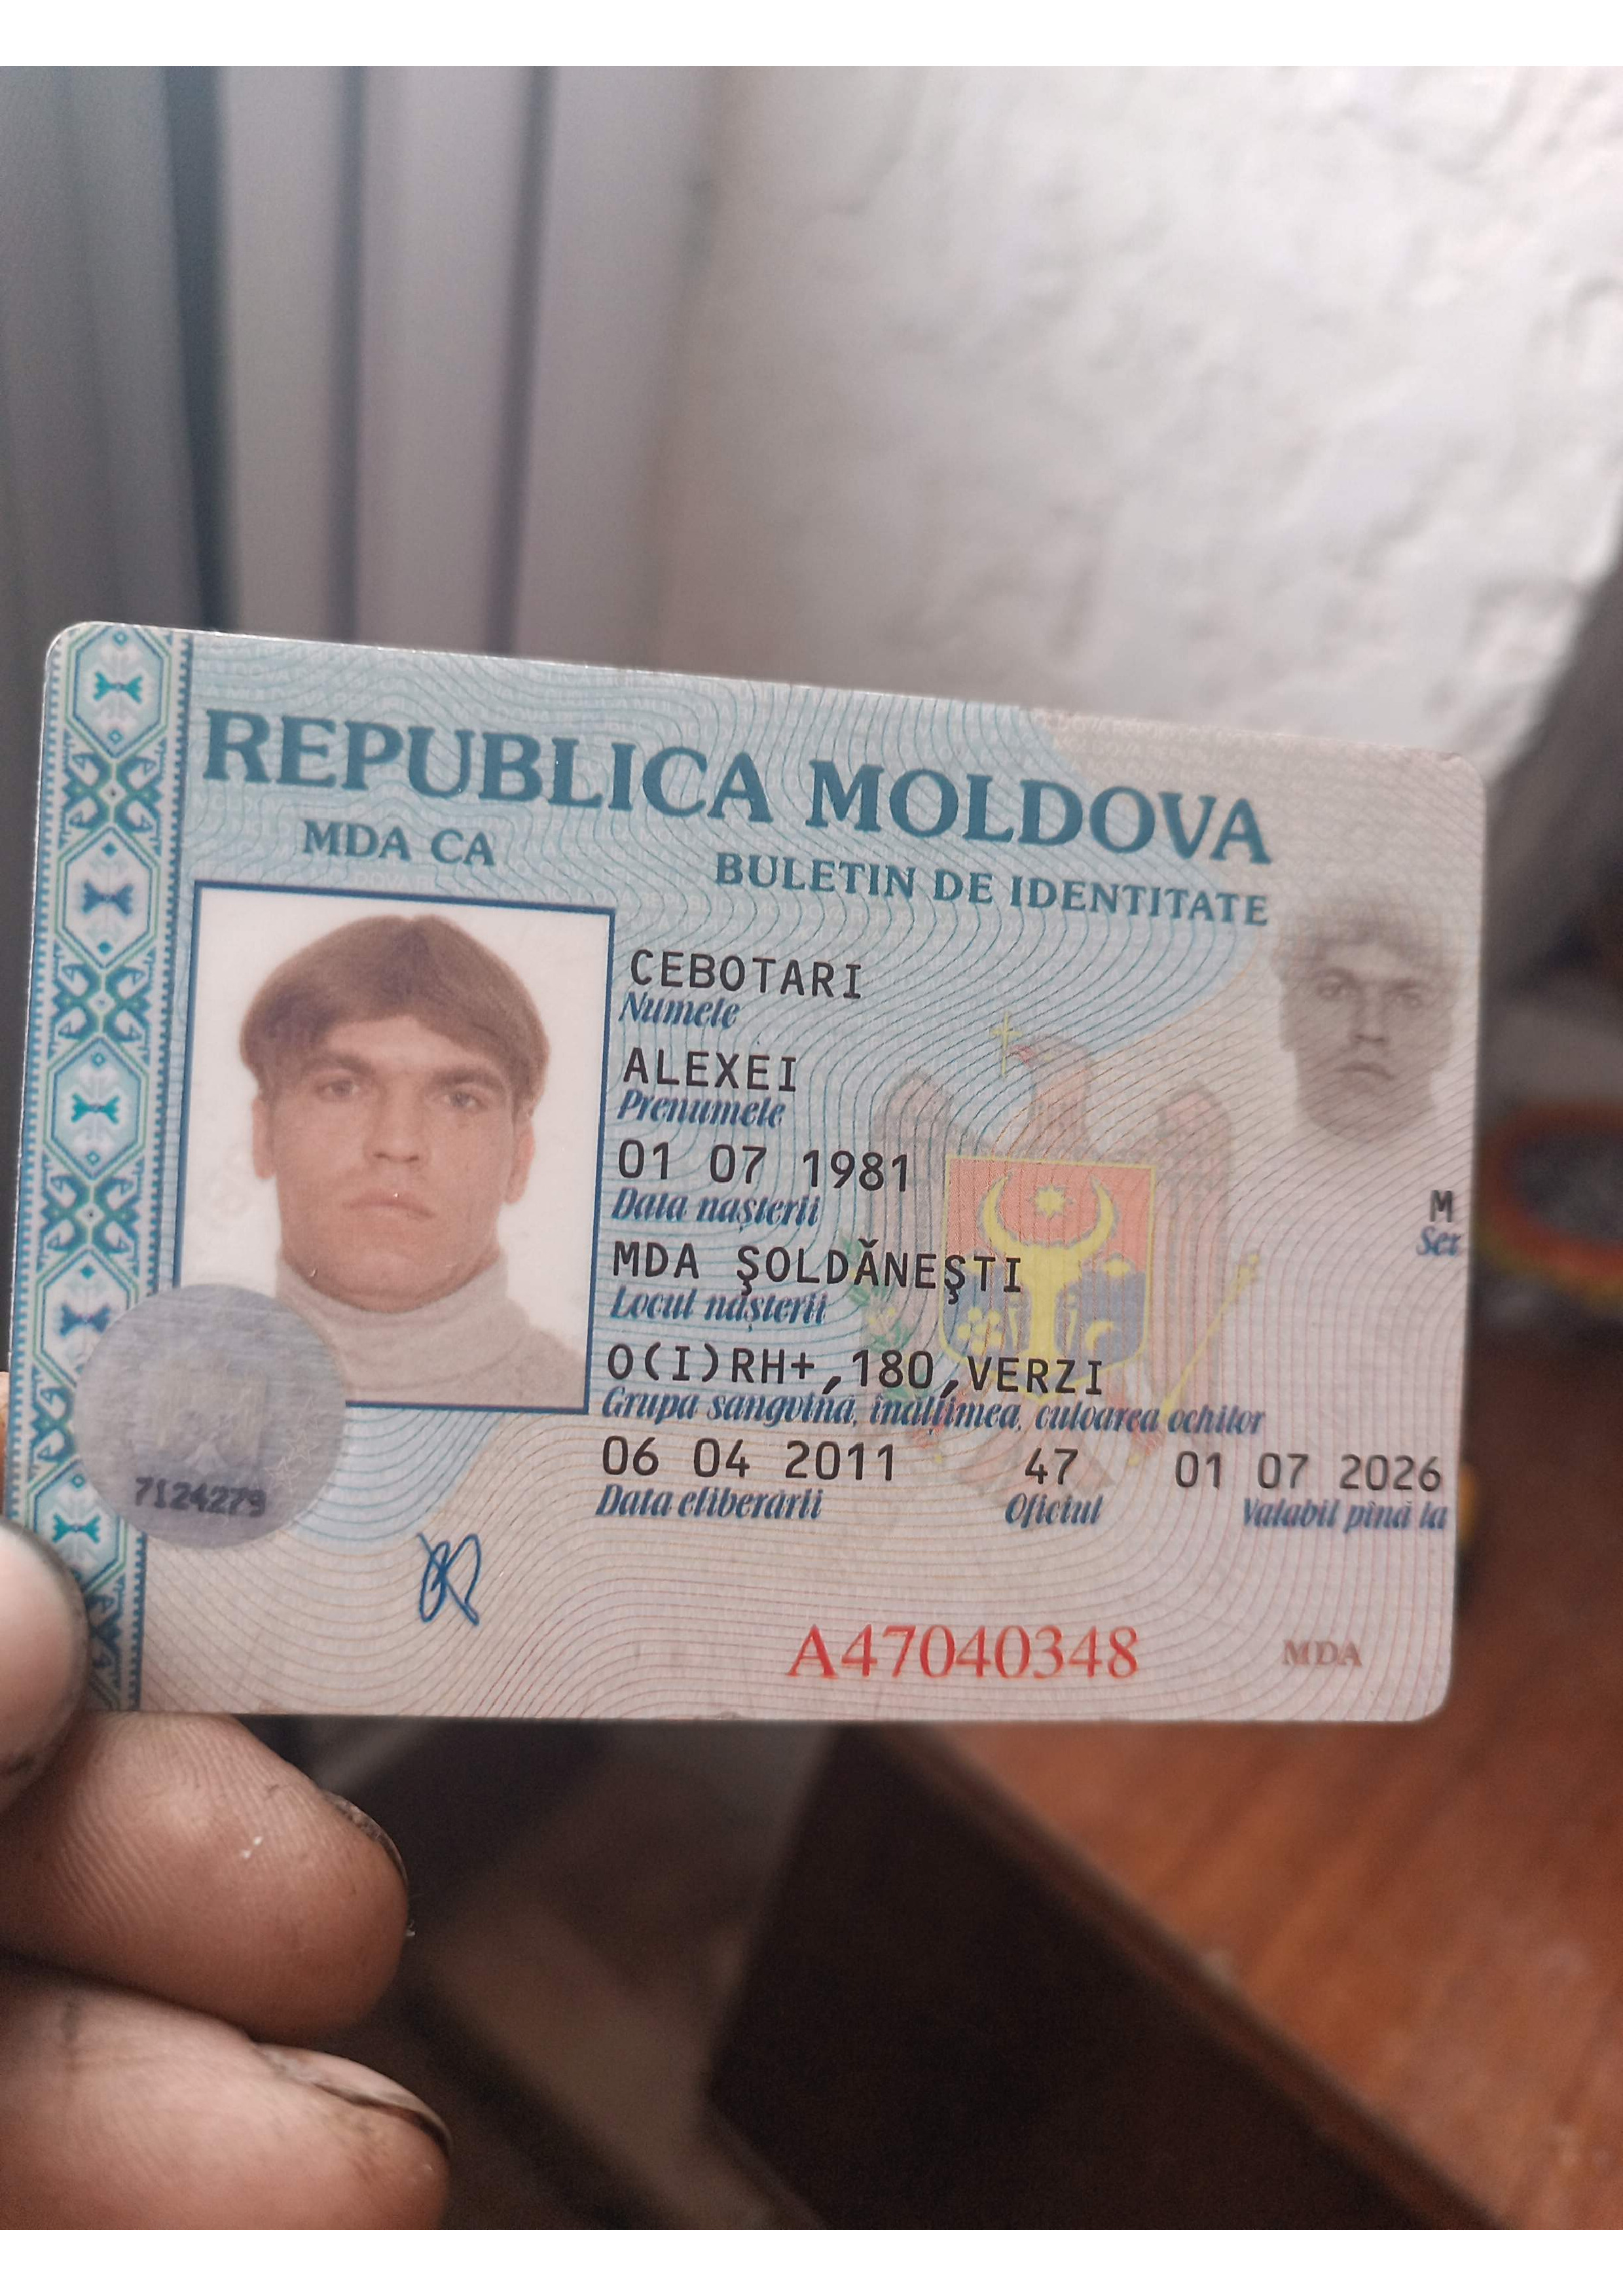 REPUBLICA MOLDOVA
MDA CA
BULETIN DE IDENTITATE
CEBOTARI
Numele
ALEXEI
Prenumele
01 07 1981
Data naşterii
M
Sex
MDA ŞOLDĂNEŞTI
Locul naşterii
O(I)RH+,180,VERZI
Grupa sangvină, înălţimea, culoarea ochilor
06 04 2011 47 01 07 2026
Data eliberării Oficiul Valabil pînă la
7124279
A47040348
MDA